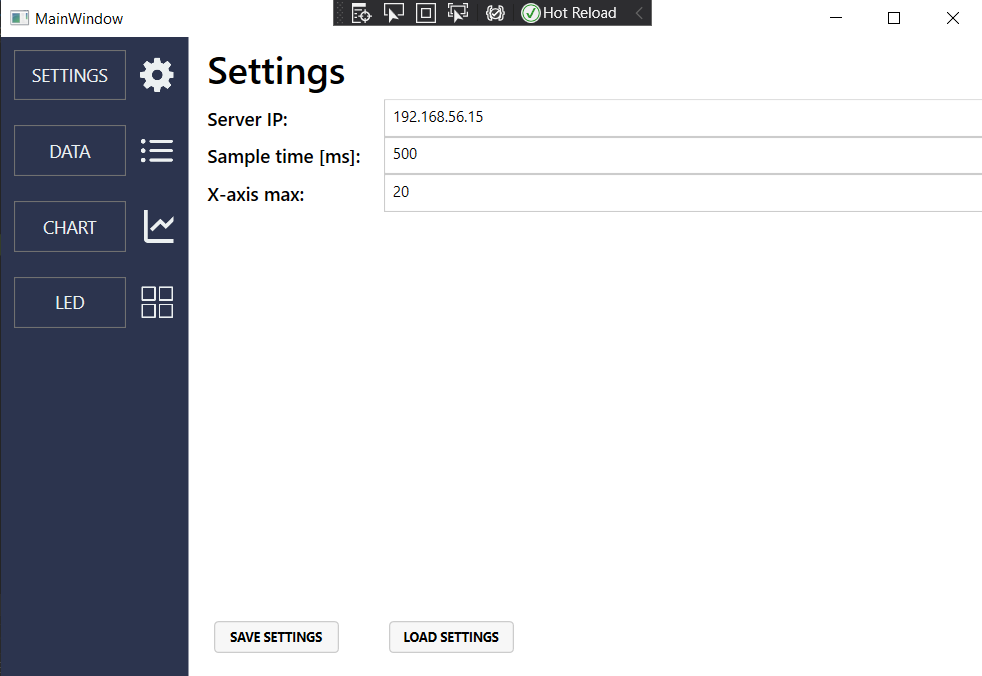 MainWindow
Hot Reload
SETTINGS
DATA
CHART
LED
Settings
Server IP: 192.168.56.15
Sample time [ms]: 500
X-axis max: 20
SAVE SETTINGS LOAD SETTINGS